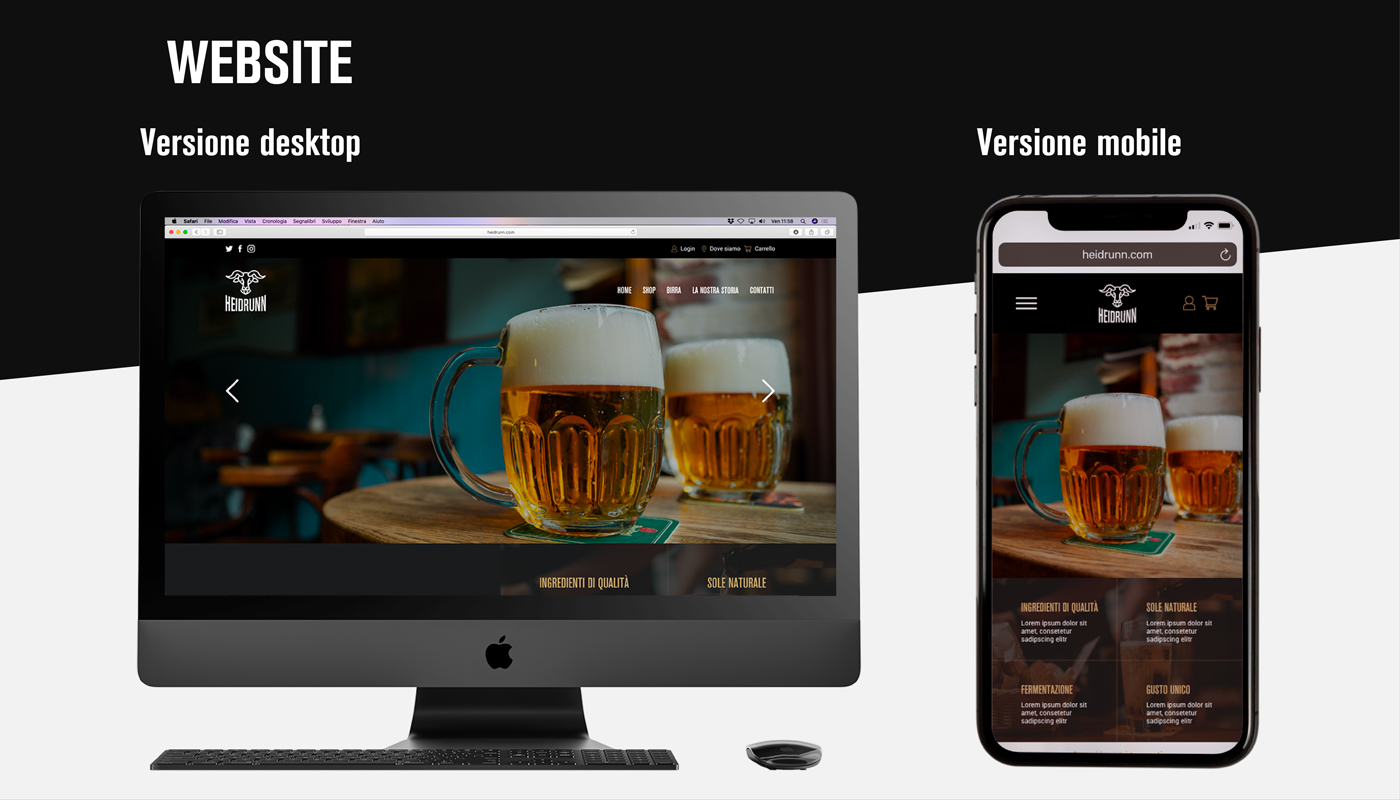 WEBSITE
Versione desktop
Versione mobile
Safari File Modifica Vista Cronologia Segnalibri Sviluppo Finestra Aiuto
Ven 11:58
heidrunn.com
Login Dove siamo Carrello
HEIDRUNN
HOME SHOP BIRRA LA NOSTRA STORIA CONTATTI
INGREDIENTI DI QUALITÀ SOLE NATURALE
heidrunn.com
HEIDRUNN
INGREDIENTI DI QUALITÀ
Lorem ipsum dolor sit
amet, consetetur
sadipscing elitr
SOLE NATURALE
Lorem ipsum dolor sit
amet, consetetur
sadipscing elitr
FERMENTAZIONE
Lorem ipsum dolor sit
amet, consetetur
sadipscing elitr
GUSTO UNICO
Lorem ipsum dolor sit
amet, consetetur
sadipscing elitr